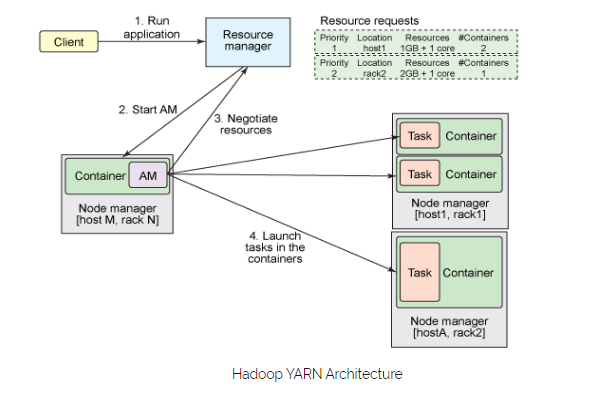 1. Run
application
Client
Resource
manager
Resource requests
Priority Location Resources #Containers
1 host1 1GB + 1 core 2
Priority Location Resources #Containers
2 rack2 2GB + 1 core 1
2. Start AM
3. Negotiate
resources
Container AM
Node manager
[host M, rack N]
Task Container
Task Container
Node manager
[host1, rack1]
4. Launch
tasks in the
containers
Task Container
Node manager
[hostA, rack2]
Hadoop YARN Architecture